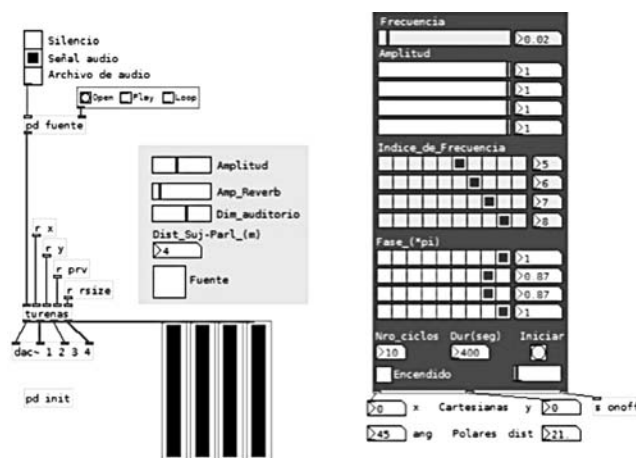 Silencio
Señal audio
Archivo de audio
Open Play Loop
pd fuente
r x
r y
r prv
r rsize
turenas
dac~ 1 2 3 4
pd init
Amplitud
Amp_Reverb
Dim_auditorio
Dist_Suj-Parl_(m)
4
Fuente
Frecuencia
0.02
Amplitud
1
1
1
1
Indice_de_Frecuencia
5
6
7
8
Fase_(*pi)
1
0.87
0.87
1
Nro_ciclos Dur(seg) Iniciar
10 400
Encendido
0 x Cartesianas y 0 s onoff
45 ang Polares dist 21.